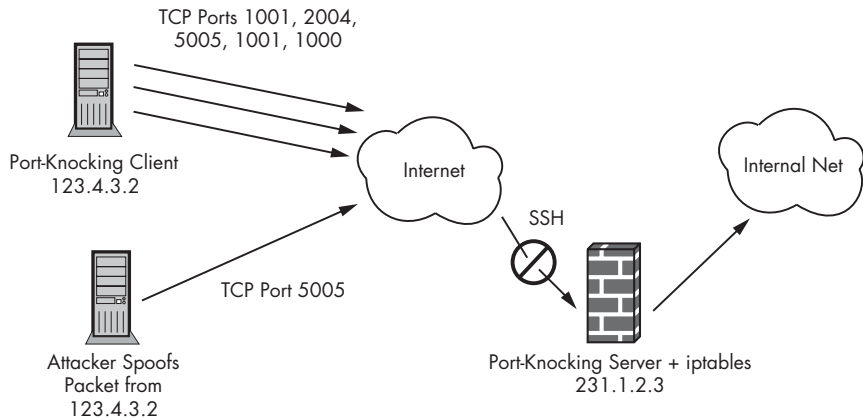 TCP Ports 1001, 2004,
5005, 1001, 1000
Port-Knocking Client
123.4.3.2
Internet
Internal Net
SSH
TCP Port 5005
Attacker Spoofs
Packet from
123.4.3.2
Port-Knocking Server + iptables
231.1.2.3